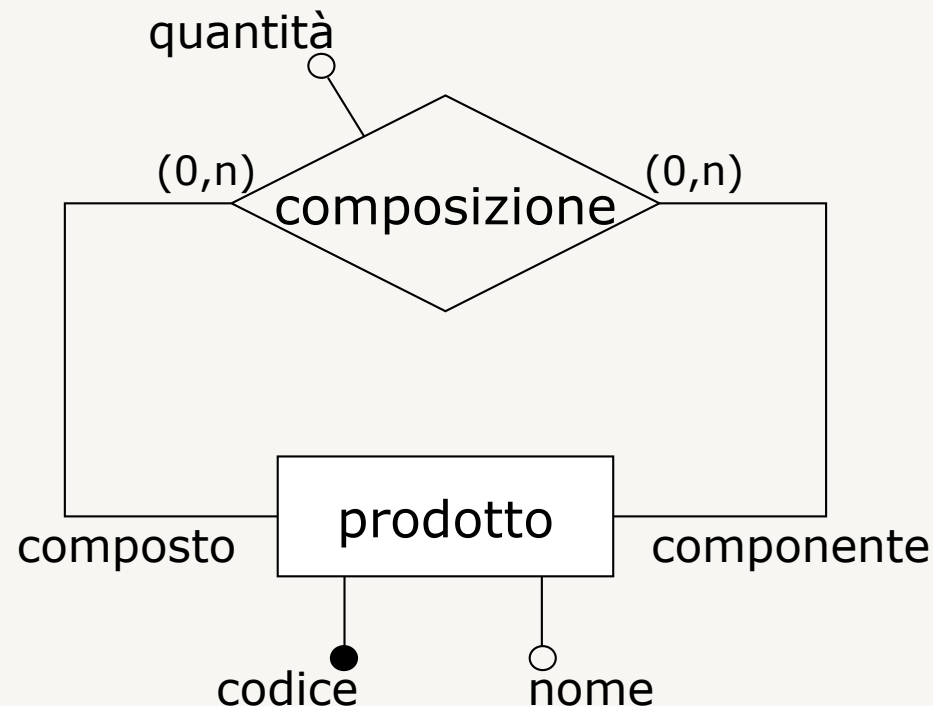 quantità
(0,n)
(0,n)
composizione
prodotto
composto
componente
codice
nome